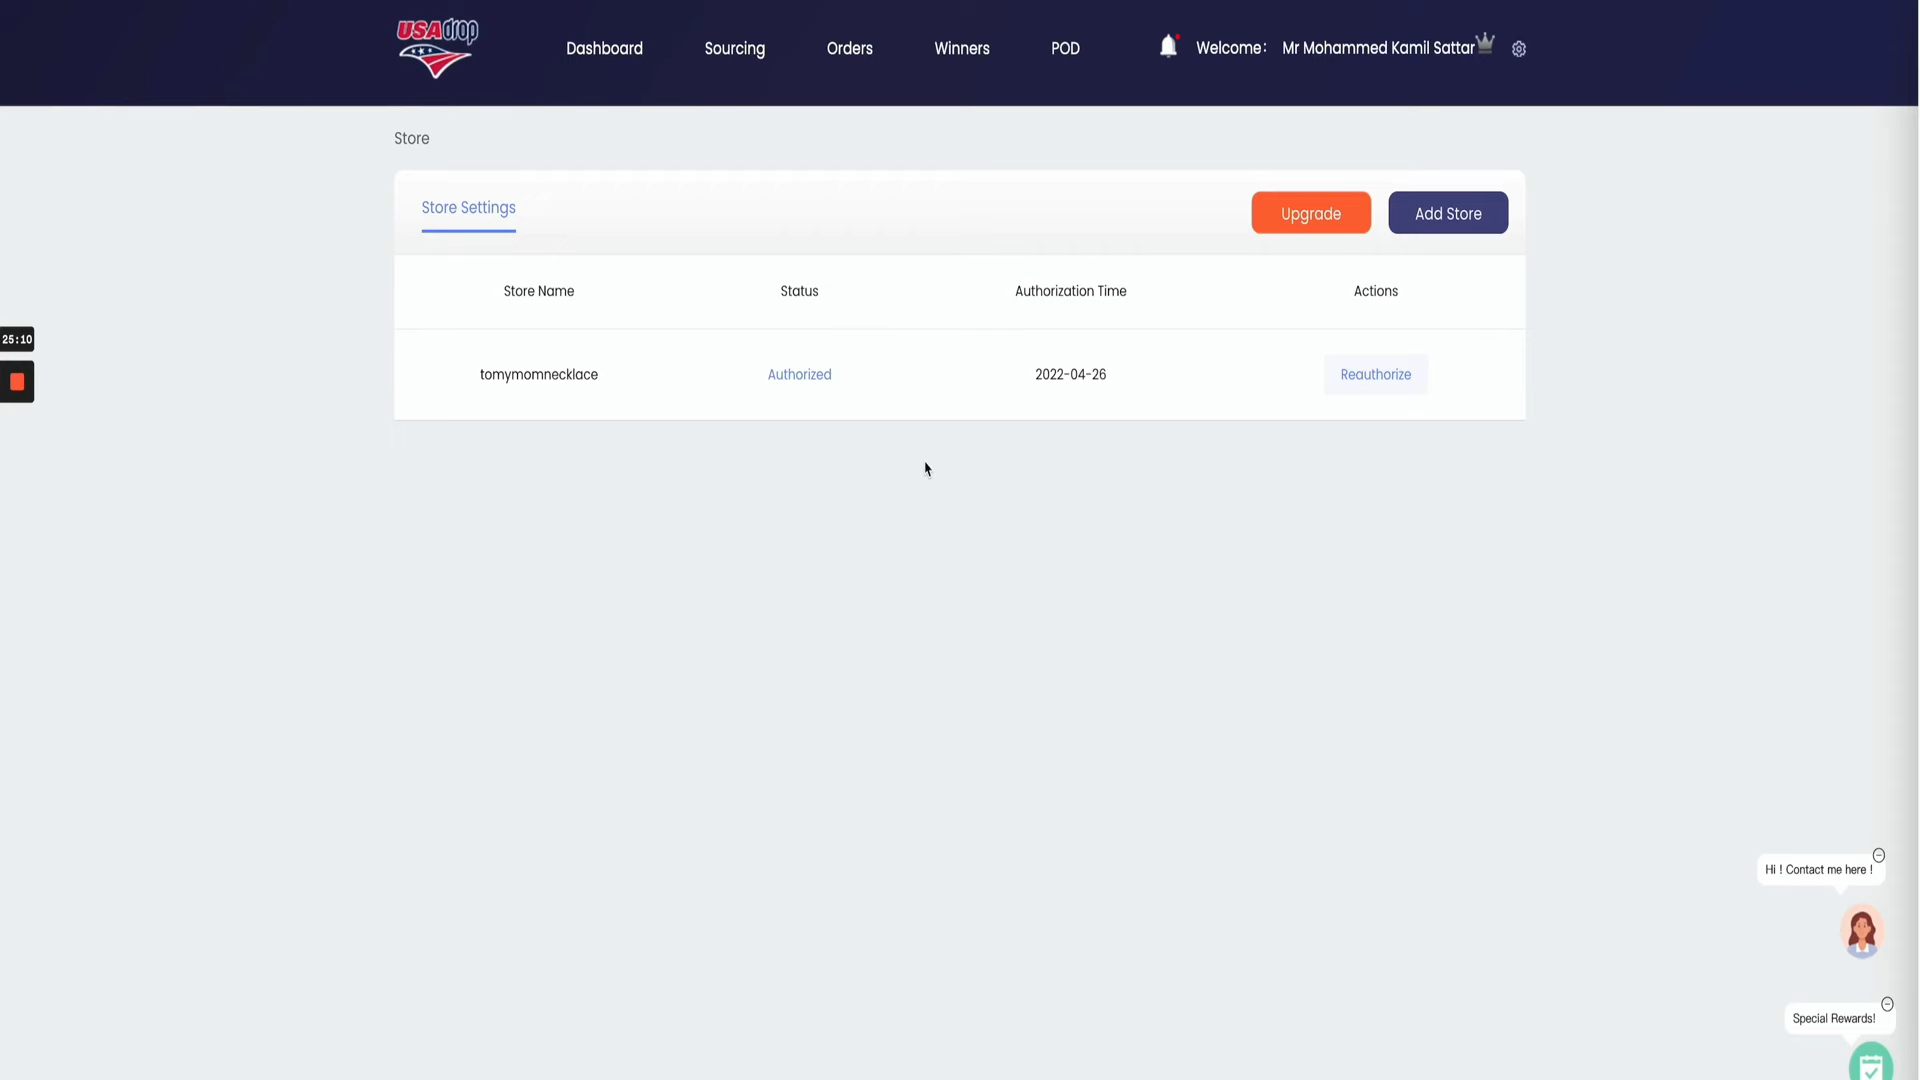 USAdrop
Dashboard
Sourcing
Orders
Winners
POD
Welcome: Mr Mohammed Kamil Sattar
Store
Store Settings
Upgrade
Add Store
Store Name
Status
Authorization Time
Actions
tomymomnecklace
Authorized
2022-04-26
Reauthorize
25:10
Hi ! Contact me here !
Special Rewards!